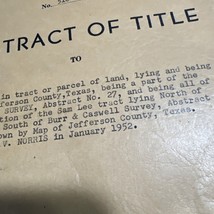 No.
TRACT OF TITLE
TO
in tract or parcel of land, lying and being
fferson County, Texas, being a part of the
SURVEY, Abstract No. 27, and being all of
tion of the Sam Lee tract lying North of
South of Burr & Caswell Survey, Abstract
own by Map of Jefferson County, Texas.
V. NORRIS in January 1952.